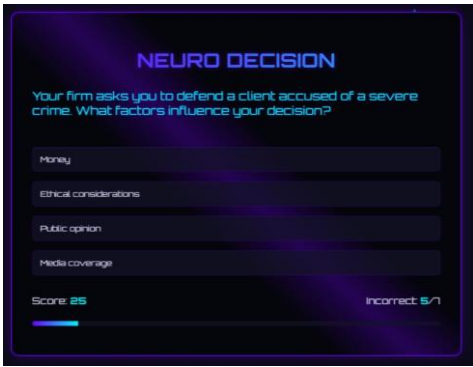 NEURO DECISION
Your firm asks you to defend a client accused of a severe
crime. What factors influence your decision?
Money
Ethical considerations
Public opinion
Media coverage
Score: 25
Incorrect: 5/7